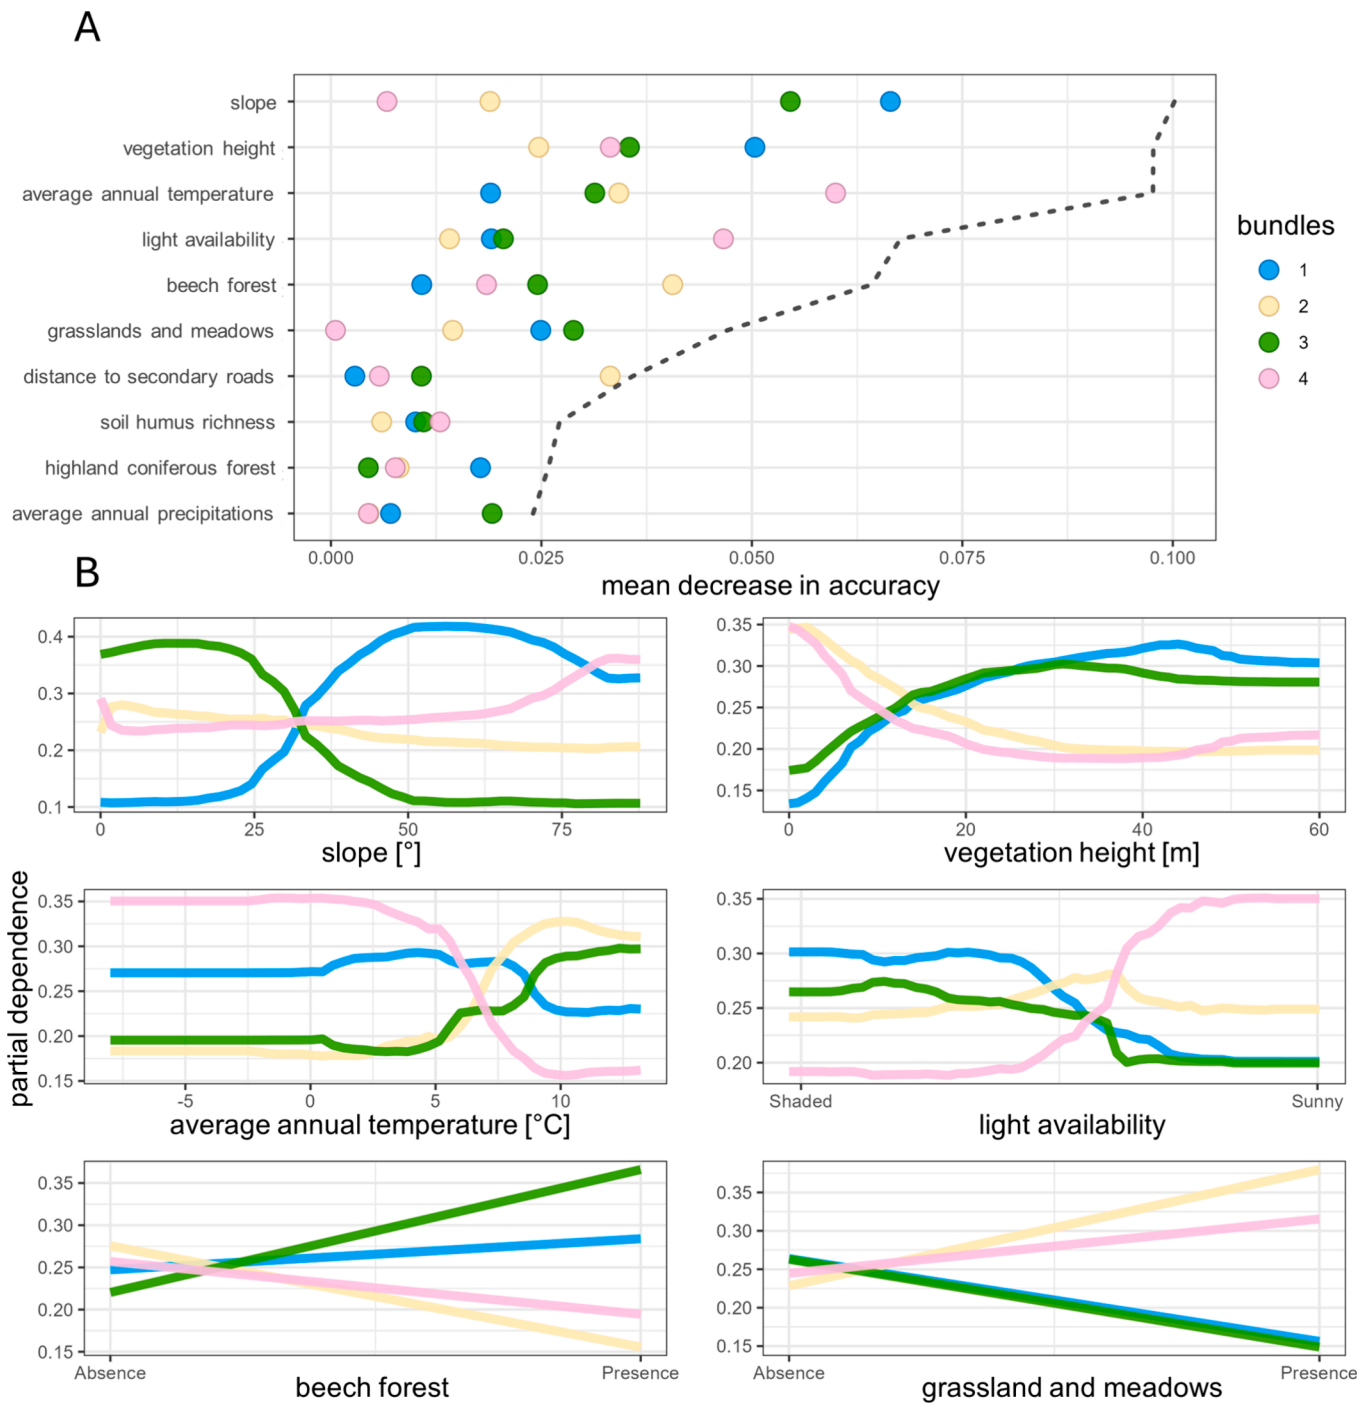 A
slope
vegetation height
average annual temperature
light availability
beech forest
grasslands and meadows
distance to secondary roads
soil humus richness
highland coniferous forest
average annual precipitations
0.000 0.025 0.050 0.075 0.100
mean decrease in accuracy
bundles
1
2
3
4
B
partial dependence
0.4
0.3
0.2
0.1
0 25 50 75
slope [°]
0.35
0.30
0.25
0.20
0.15
0 20 40 60
vegetation height [m]
0.35
0.30
0.25
0.20
0.15
-5 0 5 10
average annual temperature [°C]
0.35
0.30
0.25
0.20
Shaded Sunny
light availability
0.35
0.30
0.25
0.20
0.15
Absence Presence
beech forest
0.35
0.30
0.25
0.20
0.15
Absence Presence
grassland and meadows